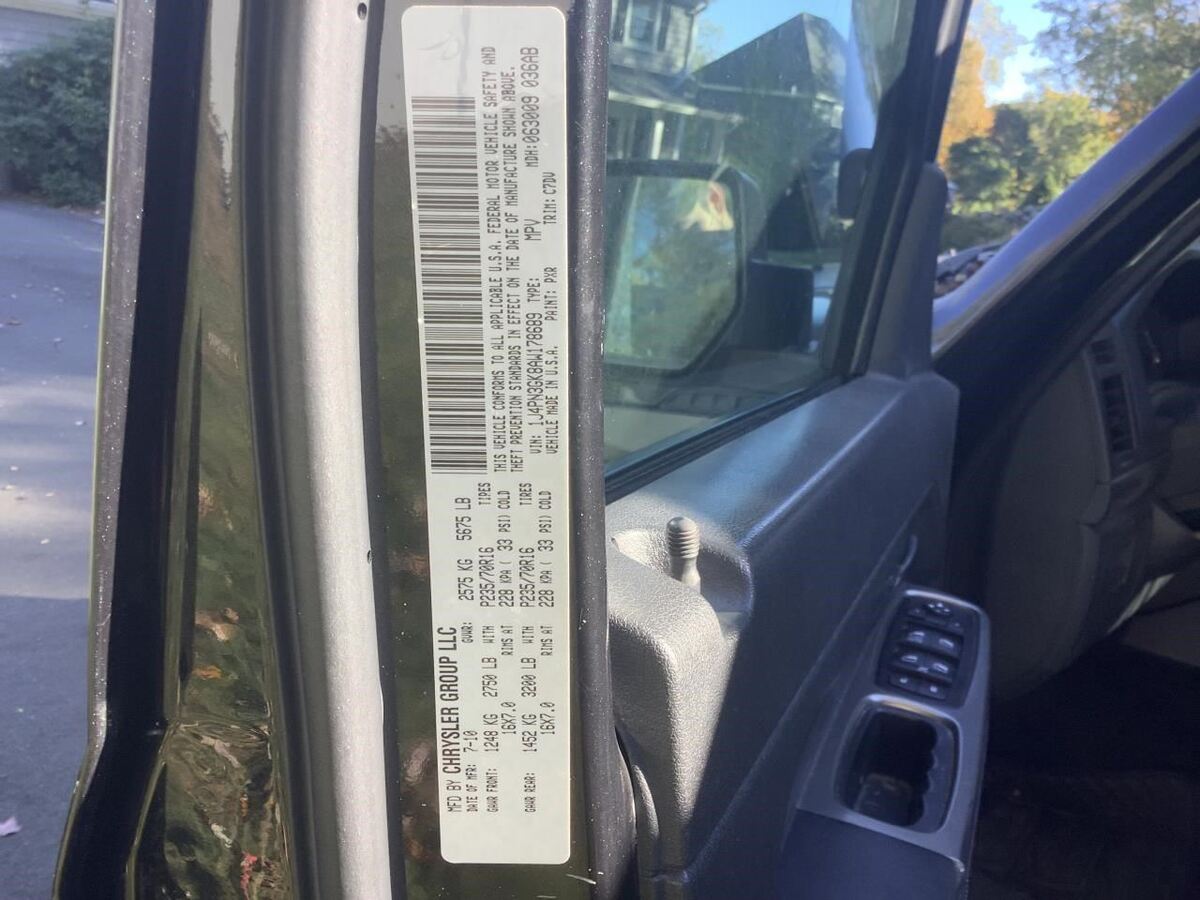 MFD BY CHRYSLER GROUP LLC
DATE OF MFR: 7-10 GVWR: 2575 KG 5675 LB
GAWR FRONT: 1248 KG 2750 LB WITH P235/70R16 TIRES
16X7.0 RIMS AT 228 KPA ( 33 PSI) COLD
GAWR REAR: 1452 KG 3200 LB WITH P235/70R16 TIRES
16X7.0 RIMS AT 228 KPA ( 33 PSI) COLD
THIS VEHICLE CONFORMS TO ALL APPLICABLE U.S.A. FEDERAL MOTOR VEHICLE SAFETY AND
THEFT PREVENTION STANDARDS IN EFFECT ON THE DATE OF MANUFACTURE SHOWN ABOVE.
VIN: 1J4PN3GK8AW178689 TYPE: MPV MDH:063009 036AB
VEHICLE MADE IN U.S.A. PAINT: PXR TRIM: C7DV